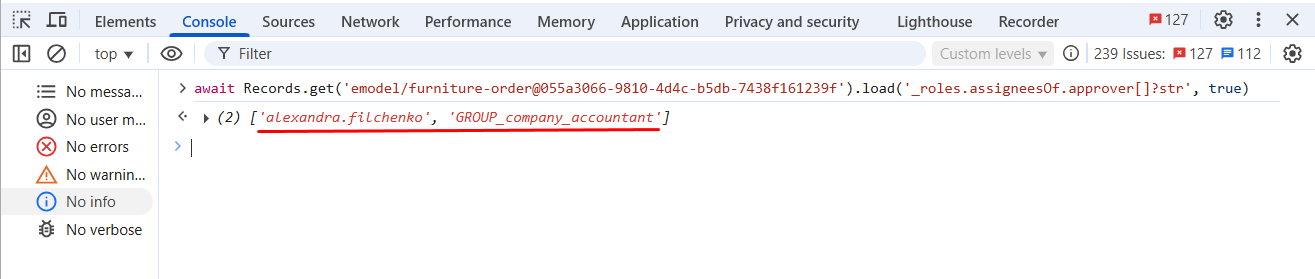 Elements Console Sources Network Performance Memory Application Privacy and security Lighthouse Recorder 127
top Filter Custom levels 239 Issues: 127 112
No messa...
No user m...
No errors
No warnin...
No info
No verbose
await Records.get('emodel/furniture-order@055a3066-9810-4d4c-b5db-7438f161239f').load('_roles.assigneesOf.approver[]?str', true)
(2) ['alexandra.filchenko', 'GROUP_company_accountant']